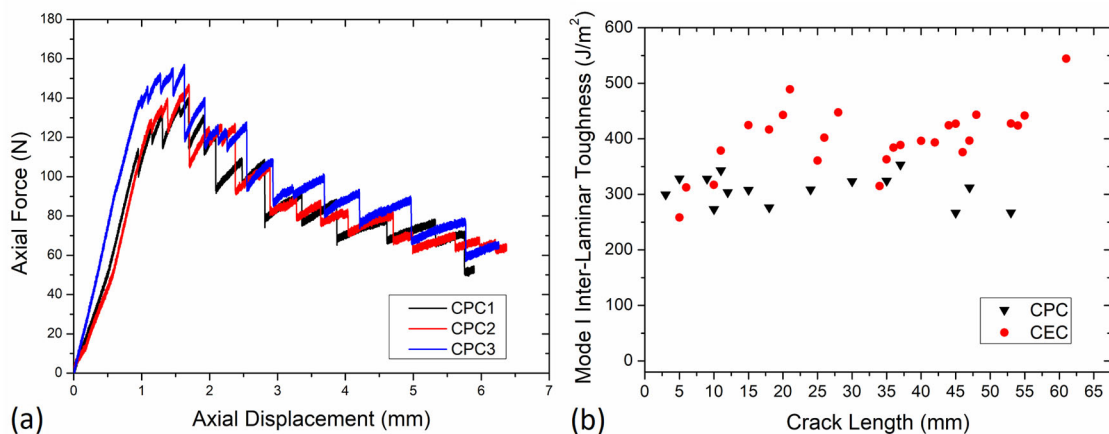 180
160
140
120
100
80
60
40
20
0
Axial Force (N)
CPC1
CPC2
CPC3
0 1 2 3 4 5 6 7
Axial Displacement (mm)
(a)
600
500
400
300
200
100
0
Mode I Inter-Laminar Toughness (J/m²)
CPC
CEC
0 5 10 15 20 25 30 35 40 45 50 55 60 65
Crack Length (mm)
(b)